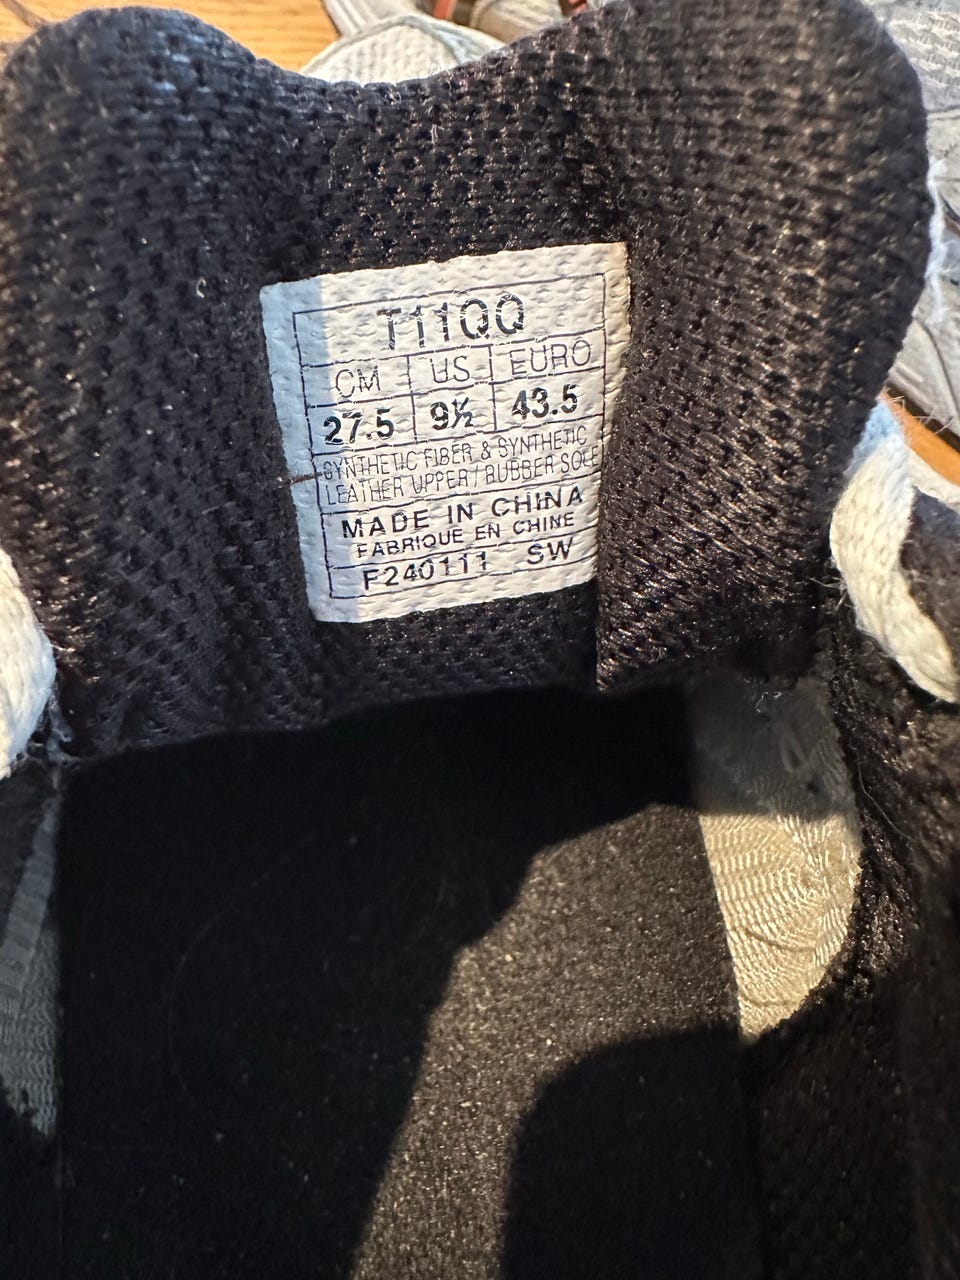 T11QQ
CM US EURO
27.5 9½ 43.5
SYNTHETIC FIBER & SYNTHETIC
LEATHER UPPER / RUBBER SOLE
MADE IN CHINA
FABRIQUE EN CHINE
F240111 SW